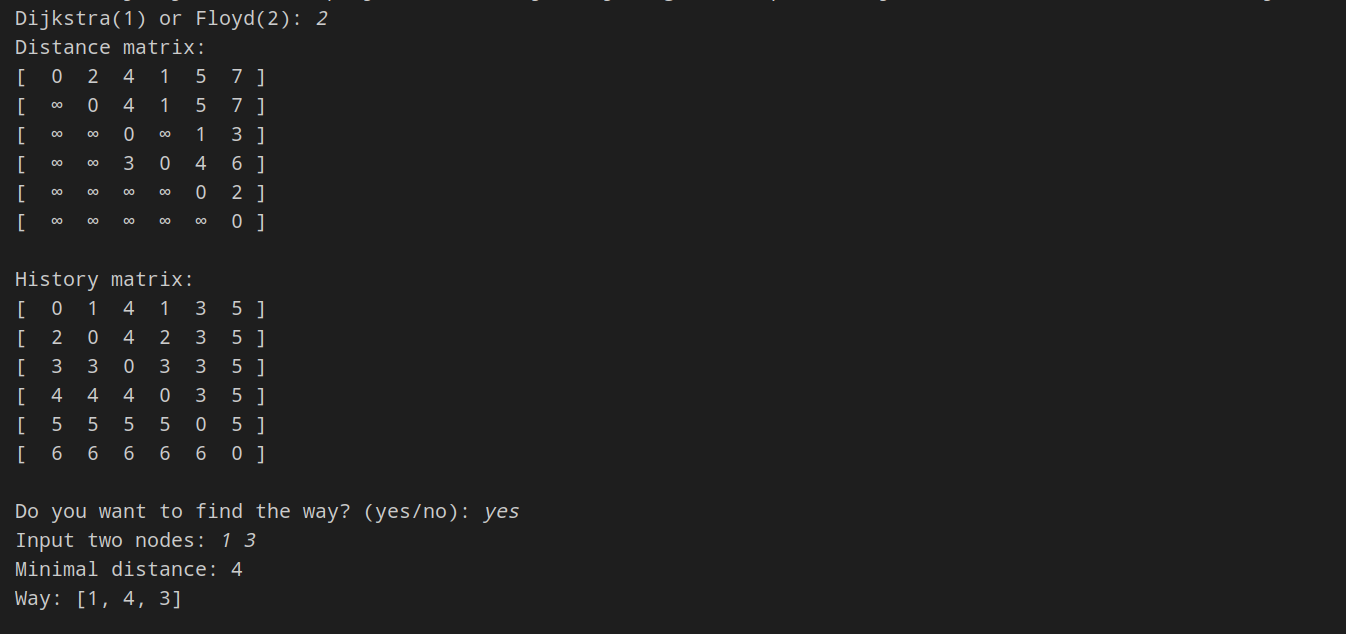 Dijkstra(1) or Floyd(2): 2
Distance matrix:
[ 0 2 4 1 5 7 ]
[ ∞ 0 4 1 5 7 ]
[ ∞ ∞ 0 ∞ 1 3 ]
[ ∞ ∞ 3 0 4 6 ]
[ ∞ ∞ ∞ ∞ 0 2 ]
[ ∞ ∞ ∞ ∞ ∞ 0 ]
History matrix:
[ 0 1 4 1 3 5 ]
[ 2 0 4 2 3 5 ]
[ 3 3 0 3 3 5 ]
[ 4 4 4 0 3 5 ]
[ 5 5 5 5 0 5 ]
[ 6 6 6 6 6 0 ]
Do you want to find the way? (yes/no): yes
Input two nodes: 1 3
Minimal distance: 4
Way: [1, 4, 3]